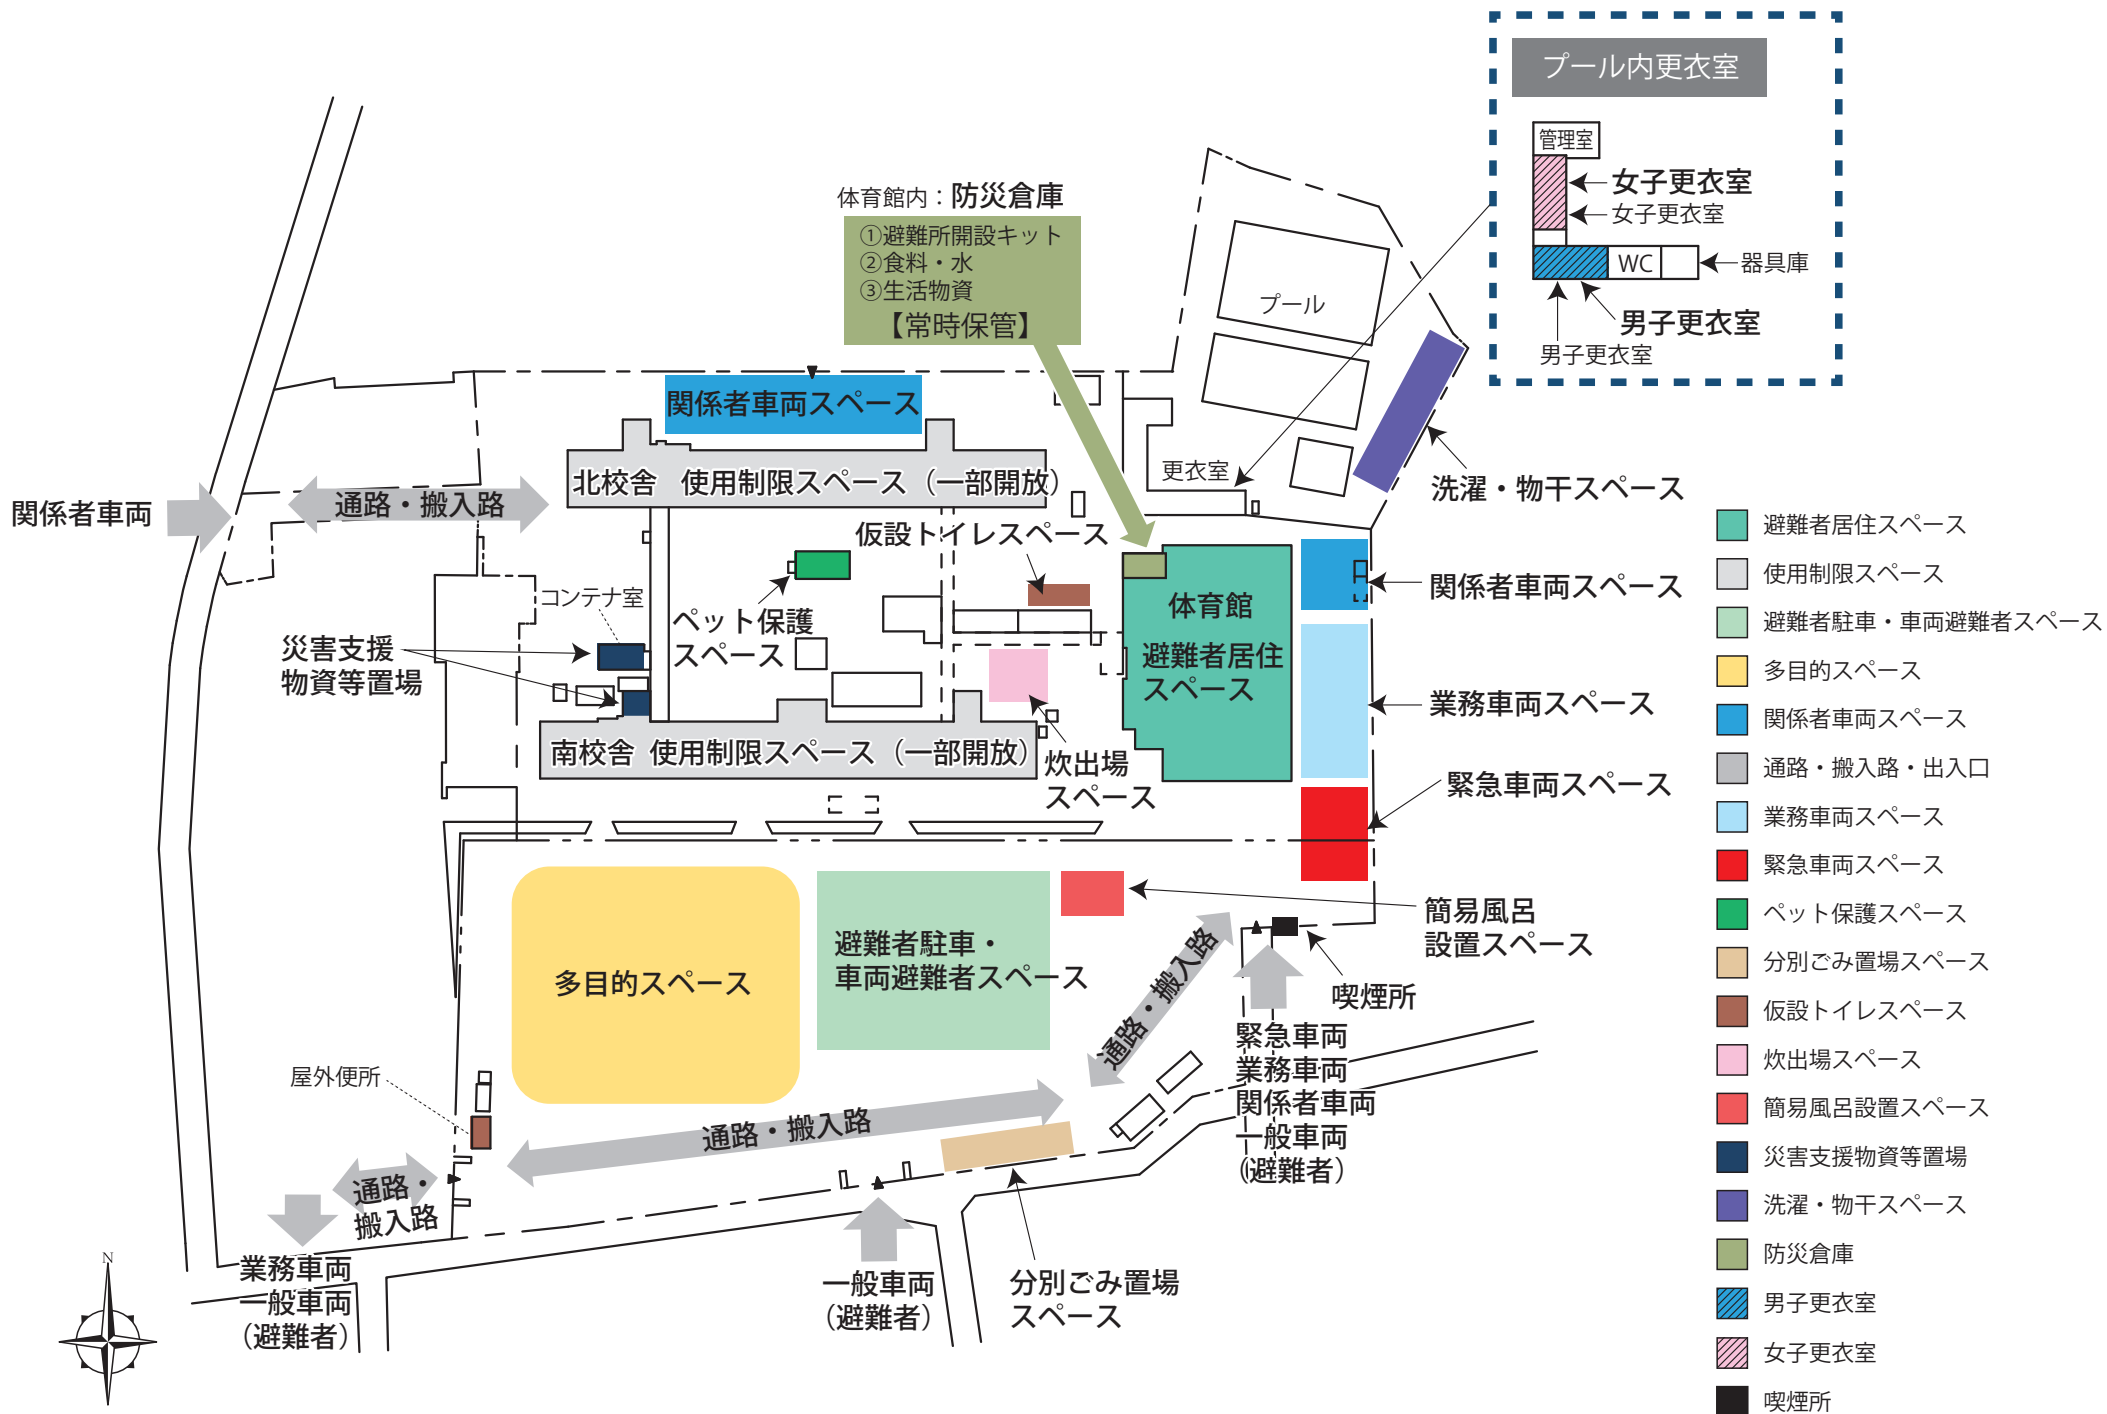 プール内更衣室
管理室
女子更衣室
女子更衣室
WC
器具庫
男子更衣室
男子更衣室
体育館内：防災倉庫
①避難所開設キット
②食料・水
③生活物資
【常時保管】
プール
関係者車両スペース
更衣室
洗濯・物干スペース
北校舎 使用制限スペース（一部開放）
関係者車両
通路・搬入路
仮設トイレスペース
コンテナ室
ペット保護
スペース
災害支援
物資等置場
体育館
避難者居住
スペース
関係者車両スペース
業務車両スペース
南校舎 使用制限スペース（一部開放）
炊出場
スペース
緊急車両スペース
多目的スペース
避難者駐車・
車両避難者スペース
簡易風呂
設置スペース
通路・搬入路
喫煙所
緊急車両
業務車両
関係者車両
一般車両
（避難者）
屋外便所
通路・搬入路
通路・
搬入路
業務車両
一般車両
（避難者）
一般車両
（避難者）
分別ごみ置場
スペース
N
避難者居住スペース
使用制限スペース
避難者駐車・車両避難者スペース
多目的スペース
関係者車両スペース
通路・搬入路・出入口
業務車両スペース
緊急車両スペース
ペット保護スペース
分別ごみ置場スペース
仮設トイレスペース
炊出場スペース
簡易風呂設置スペース
災害支援物資等置場
洗濯・物干スペース
防災倉庫
男子更衣室
女子更衣室
喫煙所